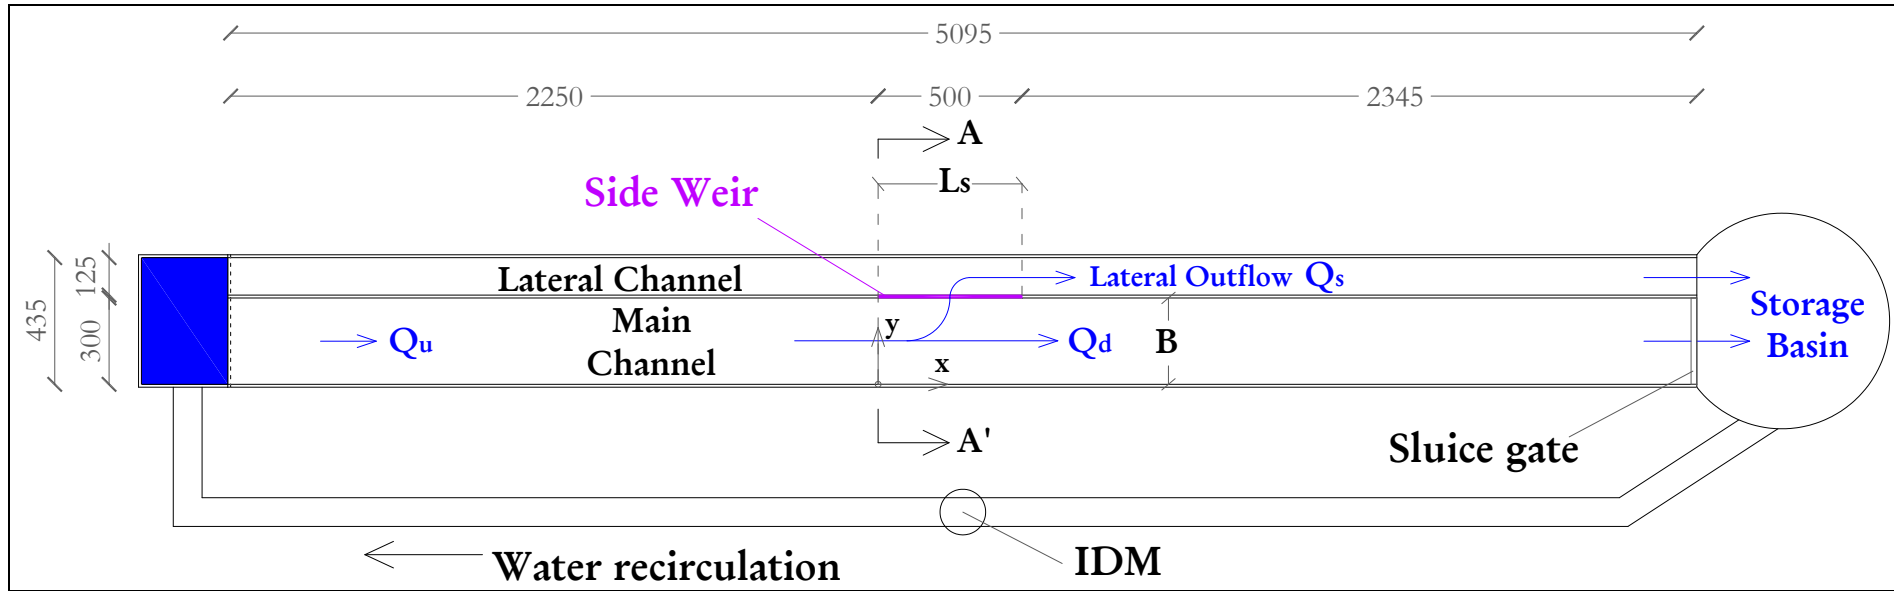 5095
2250
500
2345
A
Ls
Side Weir
435
125
300
Lateral Channel
Lateral Outflow Qs
Main
Channel
Qu
y
x
Qd
B
Storage
Basin
A'
Sluice gate
Water recirculation
IDM